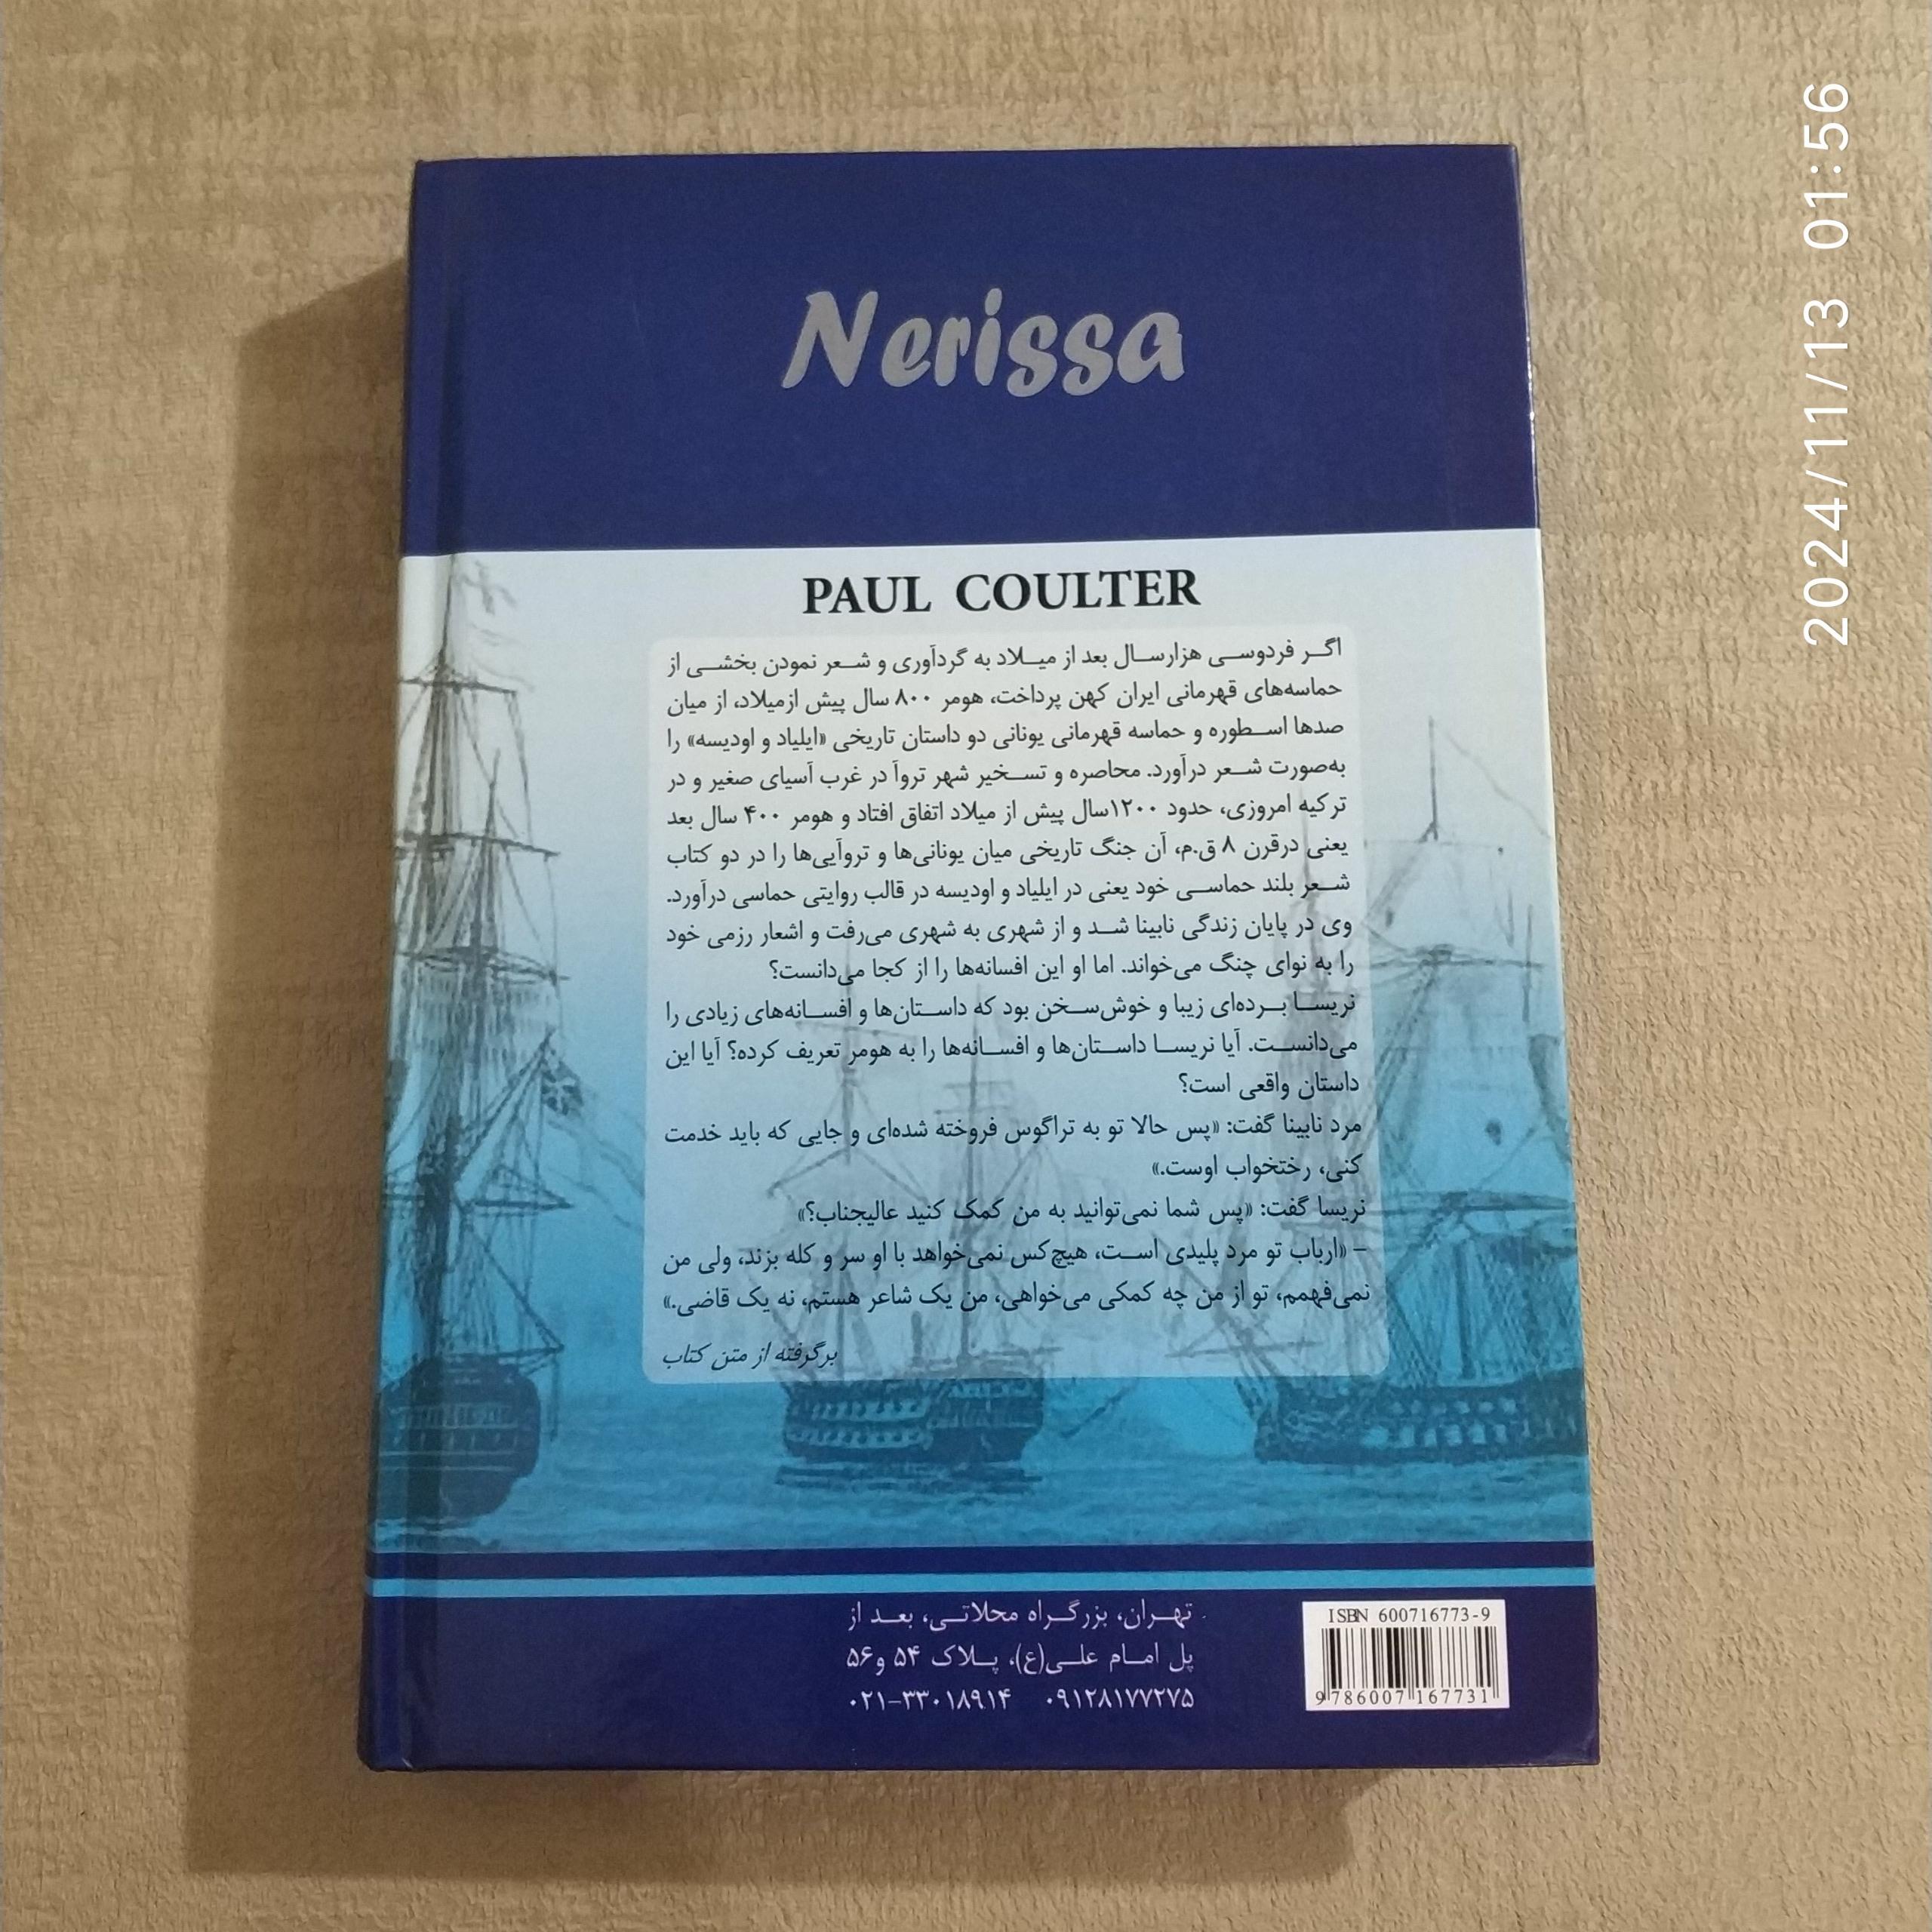 Nerissa
PAUL COULTER
اگر فردوسی هزارسال بعد از میلاد به گردآوری و شعر نمودن بخشی از
حماسه‌های قهرمانی ایران کهن پرداخت، هومر ۸۰۰ سال پیش ازمیلاد، از میان
صدها اسطوره و حماسه قهرمانی یونانی دو داستان تاریخی «ایلیاد و اودیسه» را
به‌صورت شعر درآورد. محاصره و تسخیر شهر تروآ در غرب آسیای صغیر و در
ترکیه امروزی، حدود ۱۲۰۰سال پیش از میلاد اتفاق افتاد و هومر ۴۰۰ سال بعد
یعنی درقرن ۸ ق.م، آن جنگ تاریخی میان یونانی‌ها و تروآیی‌ها را در دو کتاب
شعر بلند حماسی خود یعنی در ایلیاد و اودیسه در قالب روایتی حماسی درآورد.
وی در پایان زندگی نابینا شد و از شهری به شهری می‌رفت و اشعار رزمی خود
را به نوای چنگ می‌خواند. اما او این افسانه‌ها را از کجا می‌دانست؟
نریسا برده‌ای زیبا و خوش‌سخن بود که داستان‌ها و افسانه‌های زیادی را
می‌دانست. آیا نریسا داستان‌ها و افسانه‌ها را به هومر تعریف کرده؟ آیا این
داستان واقعی است؟
مرد نابینا گفت: «پس حالا تو به تراگوس فروخته شده‌ای و جایی که باید خدمت
کنی، رختخواب اوست.»
نریسا گفت: «پس شما نمی‌توانید به من کمک کنید عالیجناب؟»
– «ارباب تو مرد پلیدی است، هیچ‌کس نمی‌خواهد با او سر و کله بزند، ولی من
نمی‌فهمم، تو از من چه کمکی می‌خواهی، من یک شاعر هستم، نه یک قاضی.»
برگرفته از متن کتاب
تهران، بزرگراه محلاتی، بعد از
پل امام علی(ع)، پلاک ۵۴ و۵۶
۰۹۱۲۸۱۷۷۲۷۵ ۰۲۱-۳۳۰۱۸۹۱۴
ISBN 600716773-9
9 786007 167731
2024/11/13 01:56